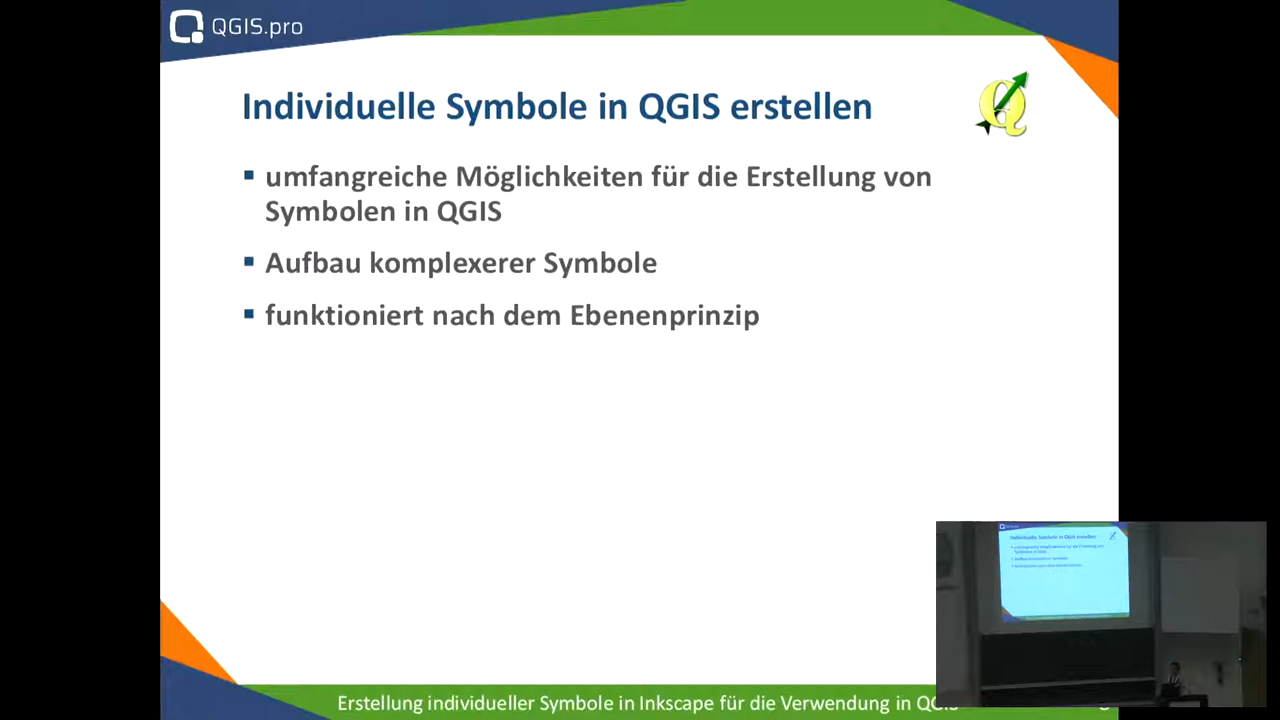 QGIS.pro
Individuelle Symbole in QGIS erstellen
umfangreiche Möglichkeiten für die Erstellung von
Symbolen in QGIS
Aufbau komplexerer Symbole
funktioniert nach dem Ebenenprinzip
Erstellung individueller Symbole in Inkscape für die Verwendung in QGIS